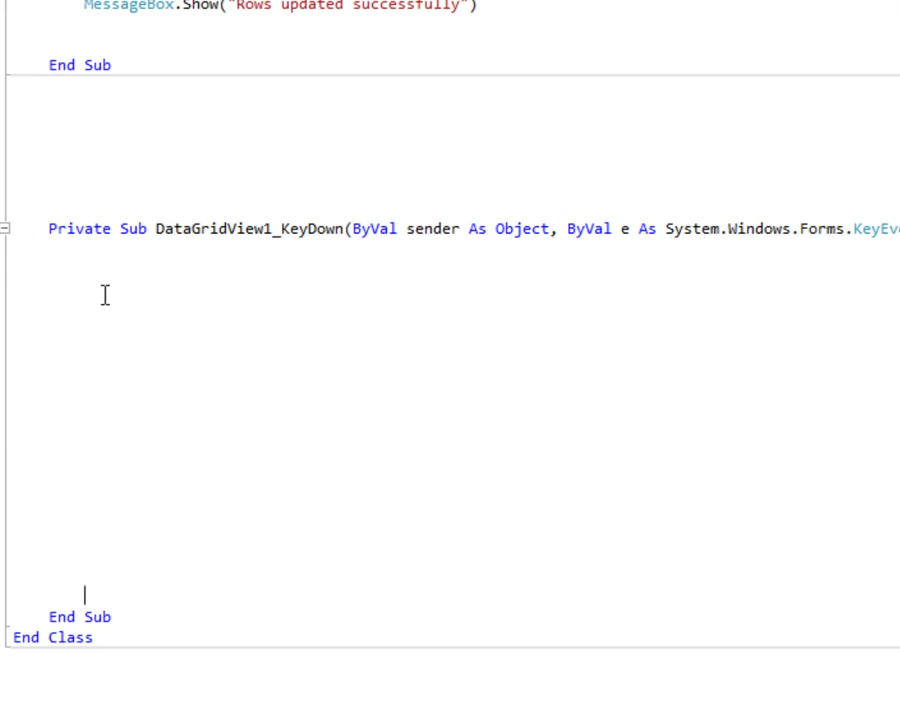 MessageBox.Show("Rows updated successfully")
End Sub
Private Sub DataGridView1_KeyDown(ByVal sender As Object, ByVal e As System.Windows.Forms.KeyEv
End Sub
End Class